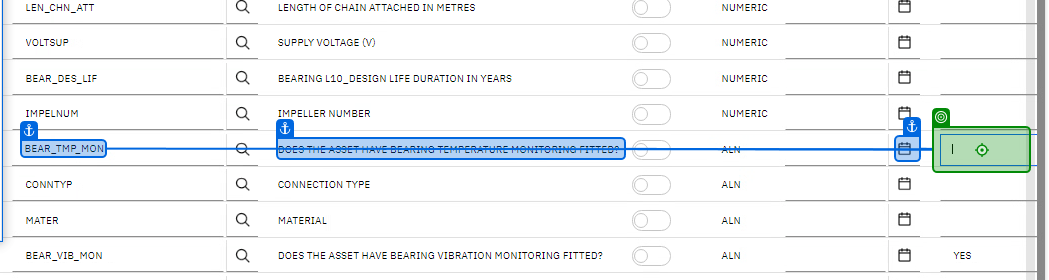 LEN_CHN_ATT LENGTH OF CHAIN ATTACHED IN METRES NUMERIC
VOLTSUP SUPPLY VOLTAGE (V) NUMERIC
BEAR_DES_LIF BEARING L10_DESIGN LIFE DURATION IN YEARS NUMERIC
IMPELNUM IMPELLER NUMBER NUMERIC
BEAR_TMP_MON DOES THE ASSET HAVE BEARING TEMPERATURE MONITORING FITTED? ALN
CONNTYP CONNECTION TYPE ALN
MATER MATERIAL ALN
BEAR_VIB_MON DOES THE ASSET HAVE BEARING VIBRATION MONITORING FITTED? ALN YES